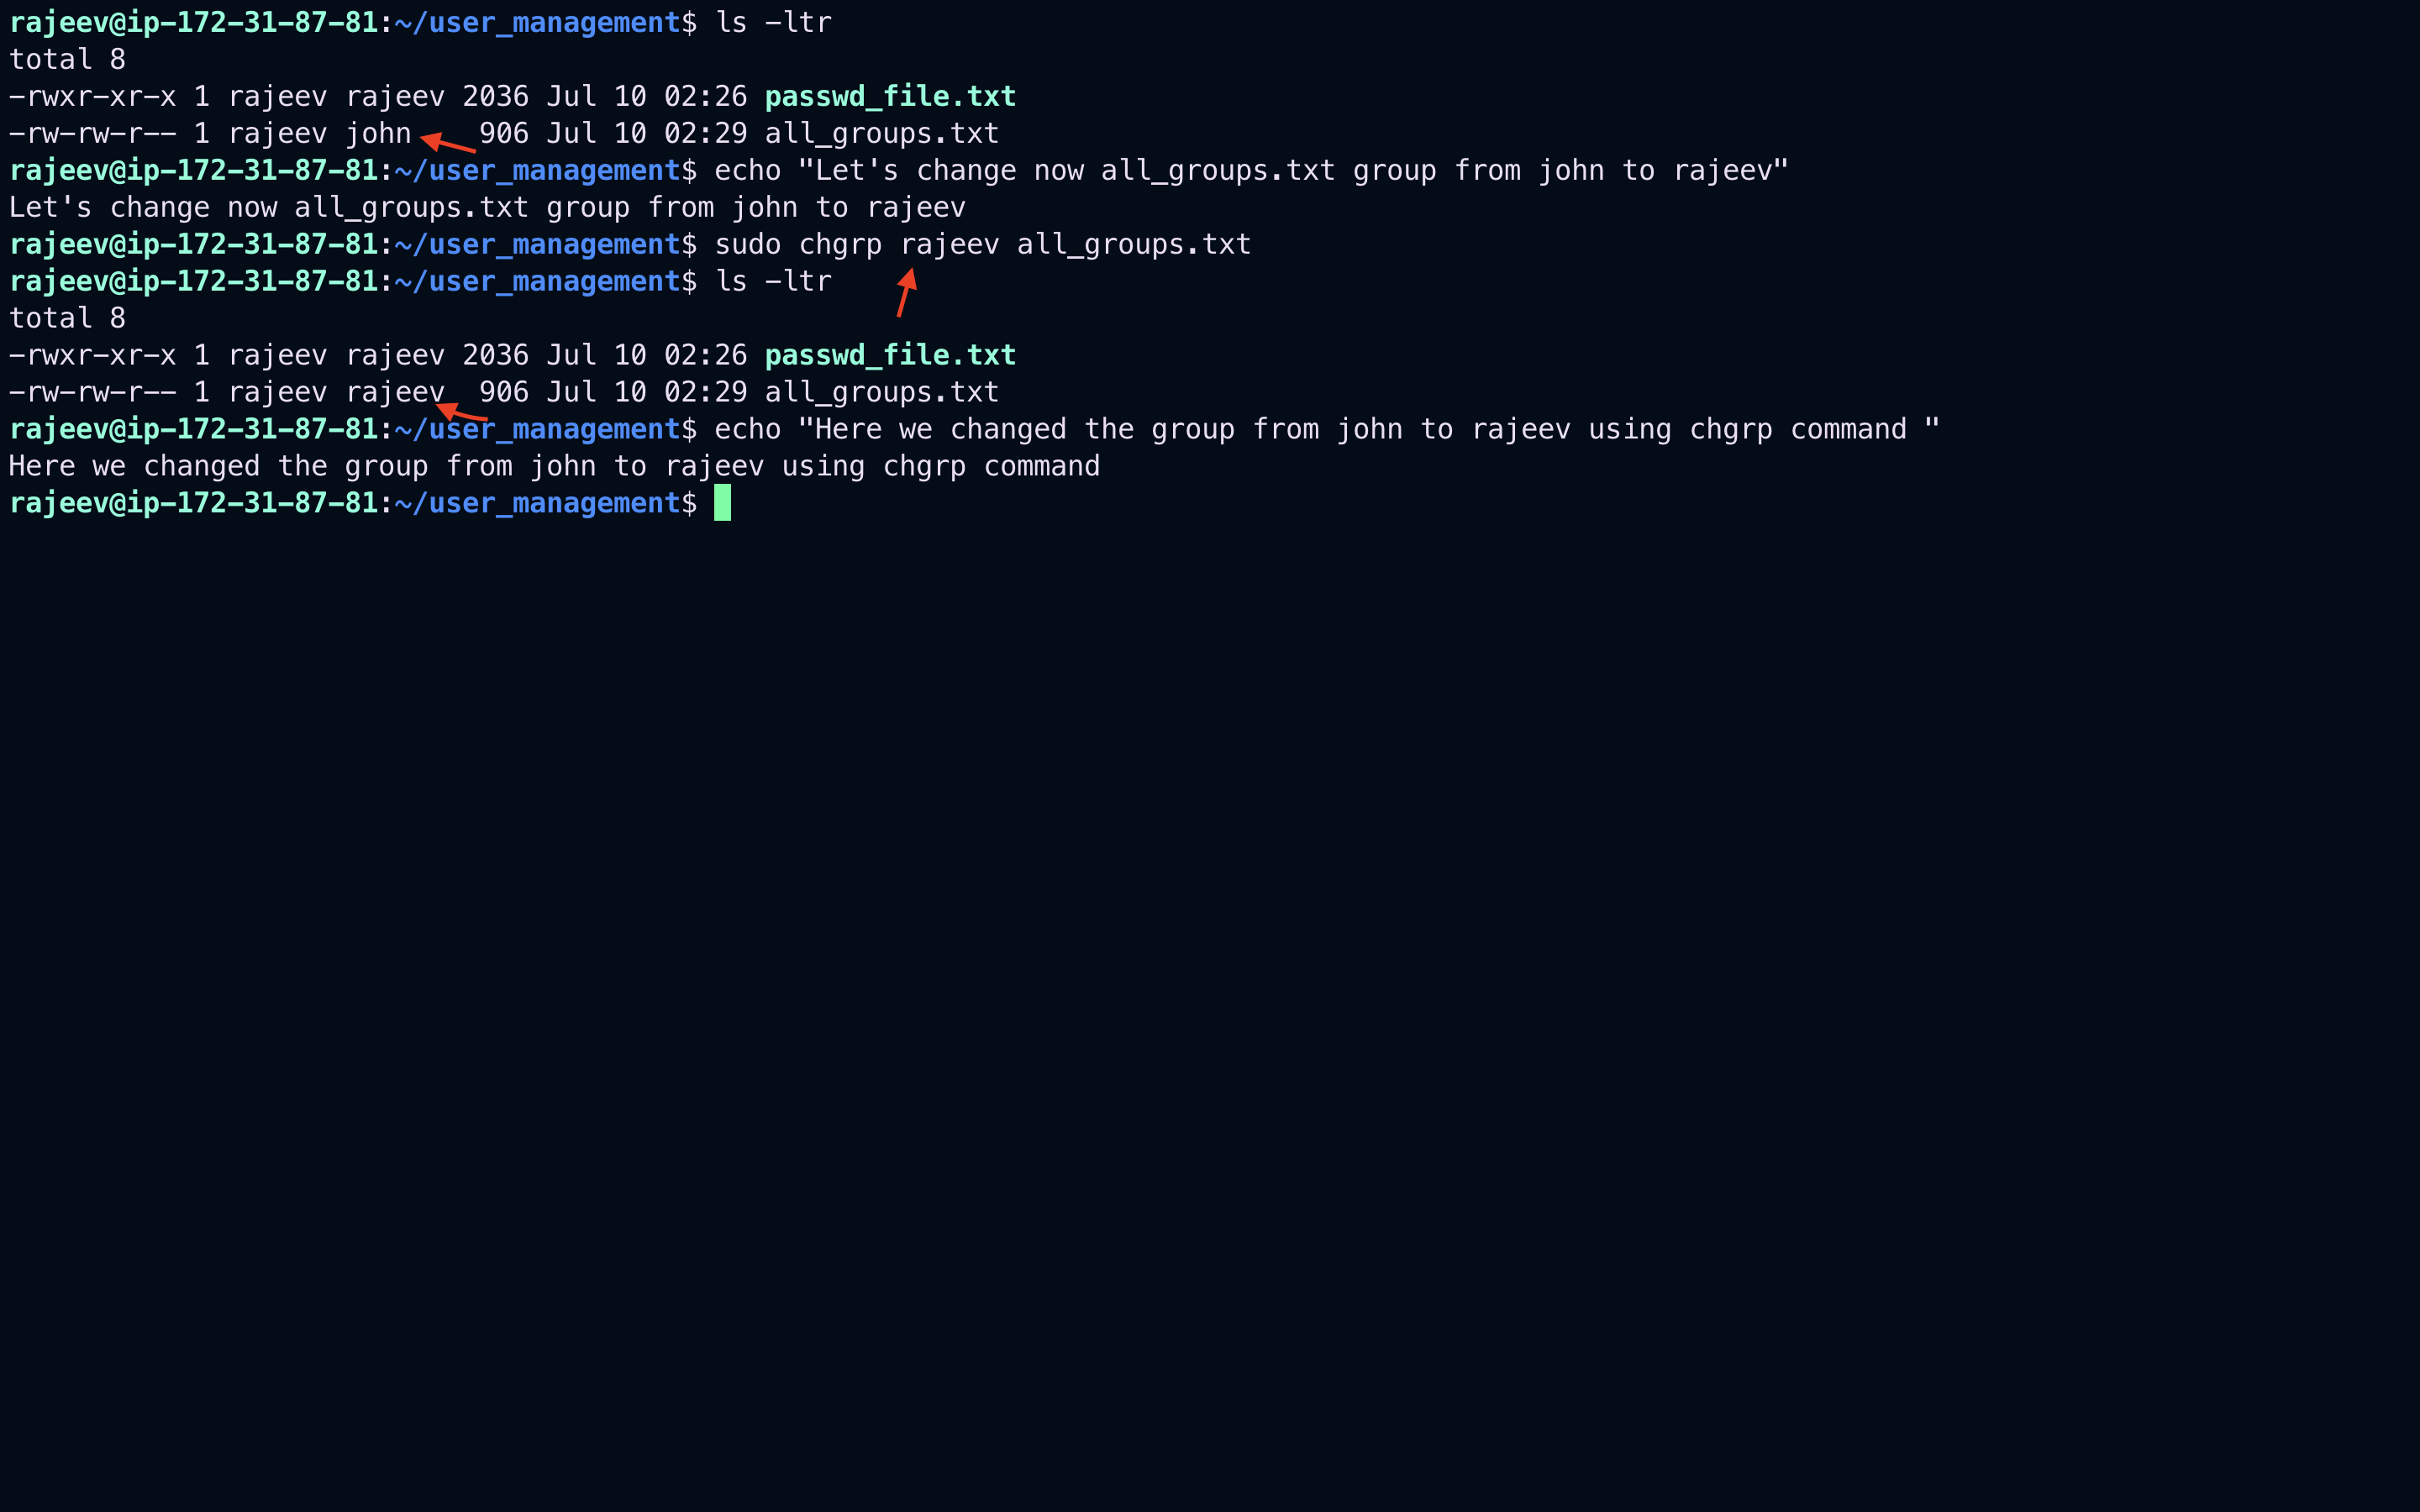 rajeev@ip-172-31-87-81:~/user_management$ ls -ltr
total 8
-rwxr-xr-x 1 rajeev rajeev 2036 Jul 10 02:26 passwd_file.txt
-rw-rw-r-- 1 rajeev john    906 Jul 10 02:29 all_groups.txt
rajeev@ip-172-31-87-81:~/user_management$ echo "Let's change now all_groups.txt group from john to rajeev"
Let's change now all_groups.txt group from john to rajeev
rajeev@ip-172-31-87-81:~/user_management$ sudo chgrp rajeev all_groups.txt
rajeev@ip-172-31-87-81:~/user_management$ ls -ltr
total 8
-rwxr-xr-x 1 rajeev rajeev 2036 Jul 10 02:26 passwd_file.txt
-rw-rw-r-- 1 rajeev rajeev  906 Jul 10 02:29 all_groups.txt
rajeev@ip-172-31-87-81:~/user_management$ echo "Here we changed the group from john to rajeev using chgrp command "
Here we changed the group from john to rajeev using chgrp command
rajeev@ip-172-31-87-81:~/user_management$